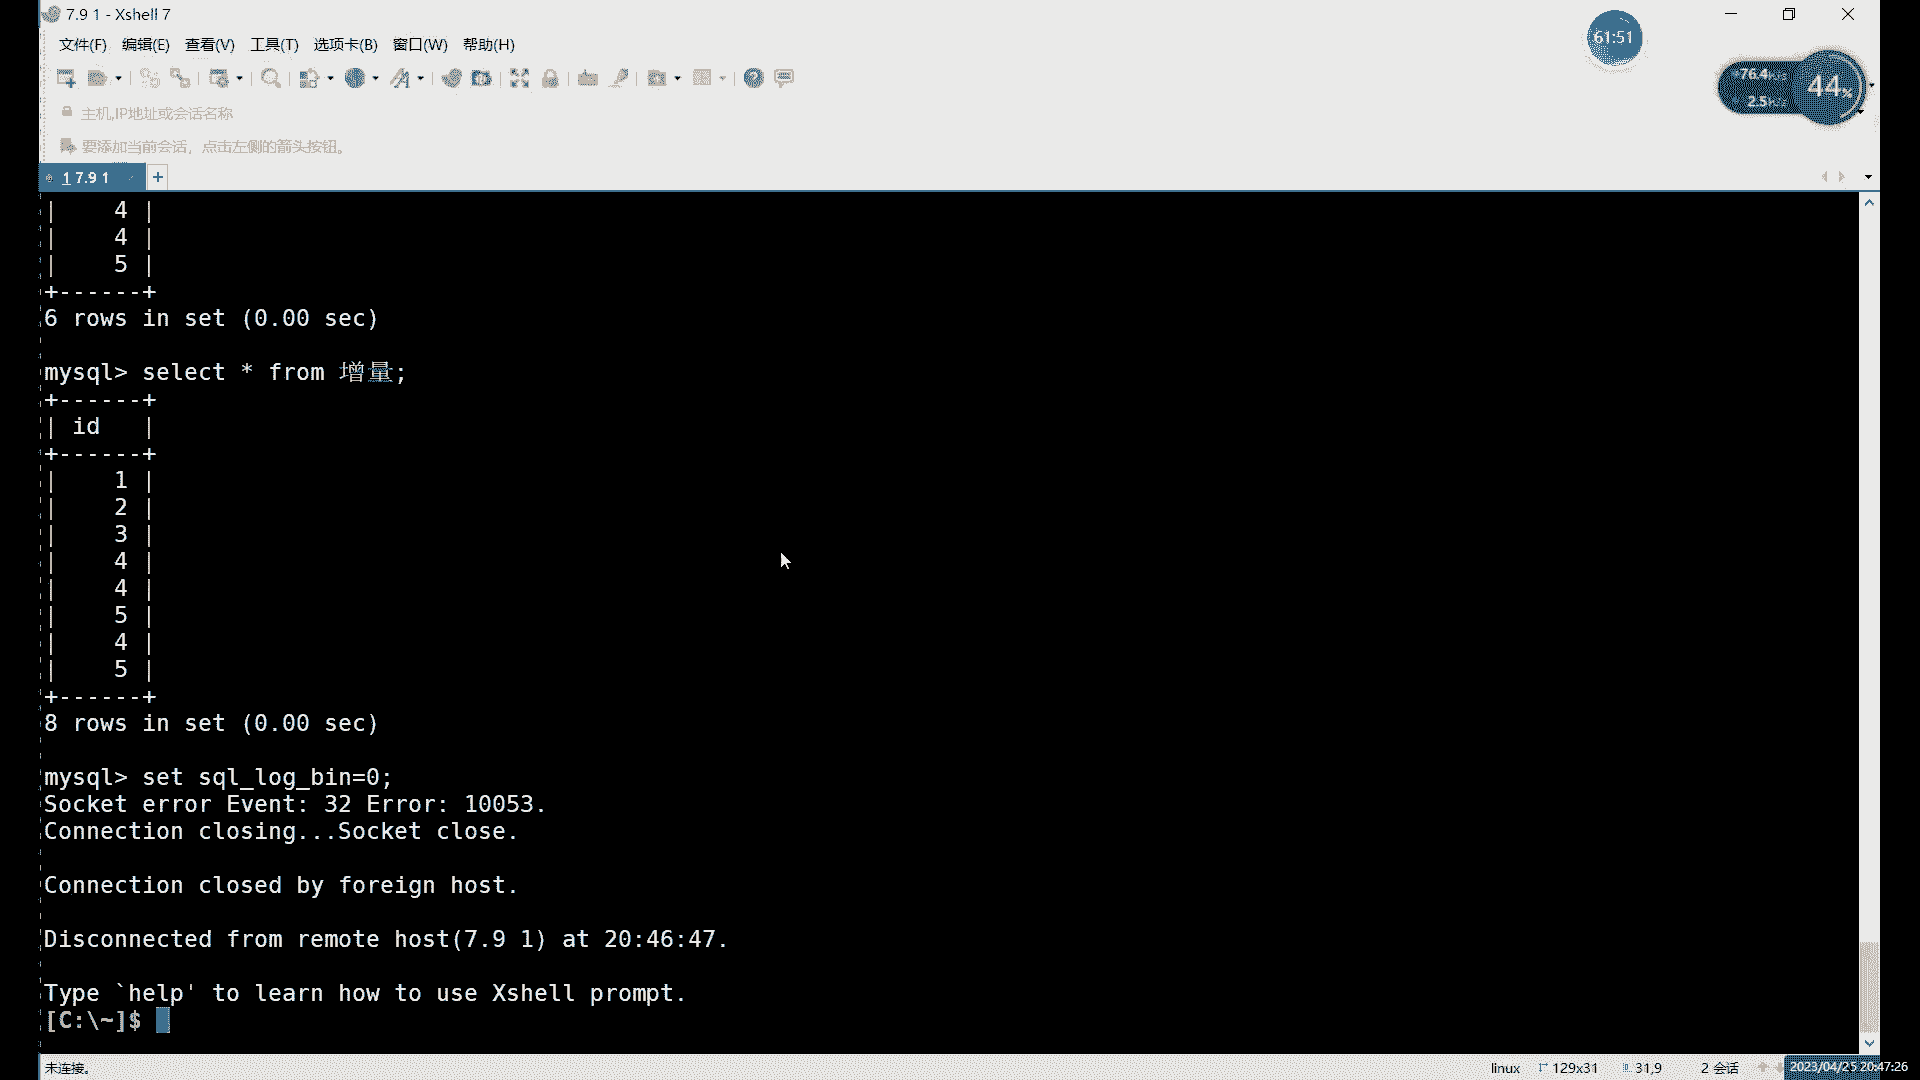 7.9 1 - Xshell 7
61:51
文件(F) 编辑(E) 查看(V) 工具(T) 选项卡(B) 窗口(W) 帮助(H)
44%
主机,IP地址或会话名称
要添加当前会话，点击左侧的箭头按钮。
1 7.9 1
| 4 |
| 4 |
| 5 |
+------+
6 rows in set (0.00 sec)
mysql> select * from 增量;
+------+
| id |
+------+
| 1 |
| 2 |
| 3 |
| 4 |
| 4 |
| 5 |
| 4 |
| 5 |
+------+
8 rows in set (0.00 sec)
mysql> set sql_log_bin=0;
Socket error Event: 32 Error: 10053.
Connection closing...Socket close.
Connection closed by foreign host.
Disconnected from remote host(7.9 1) at 20:46:47.
Type `help' to learn how to use Xshell prompt.
[C:\~]$
未连接。 linux 129x31 31,9 2 会话 2023/04/25 20:47:26